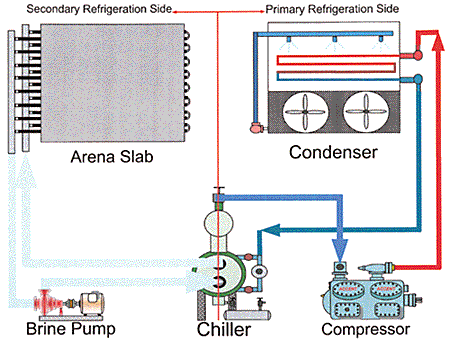 Secondary Refrigeration Side
Primary Refrigeration Side
Arena Slab
Condenser
Brine Pump
Chiller
Compressor